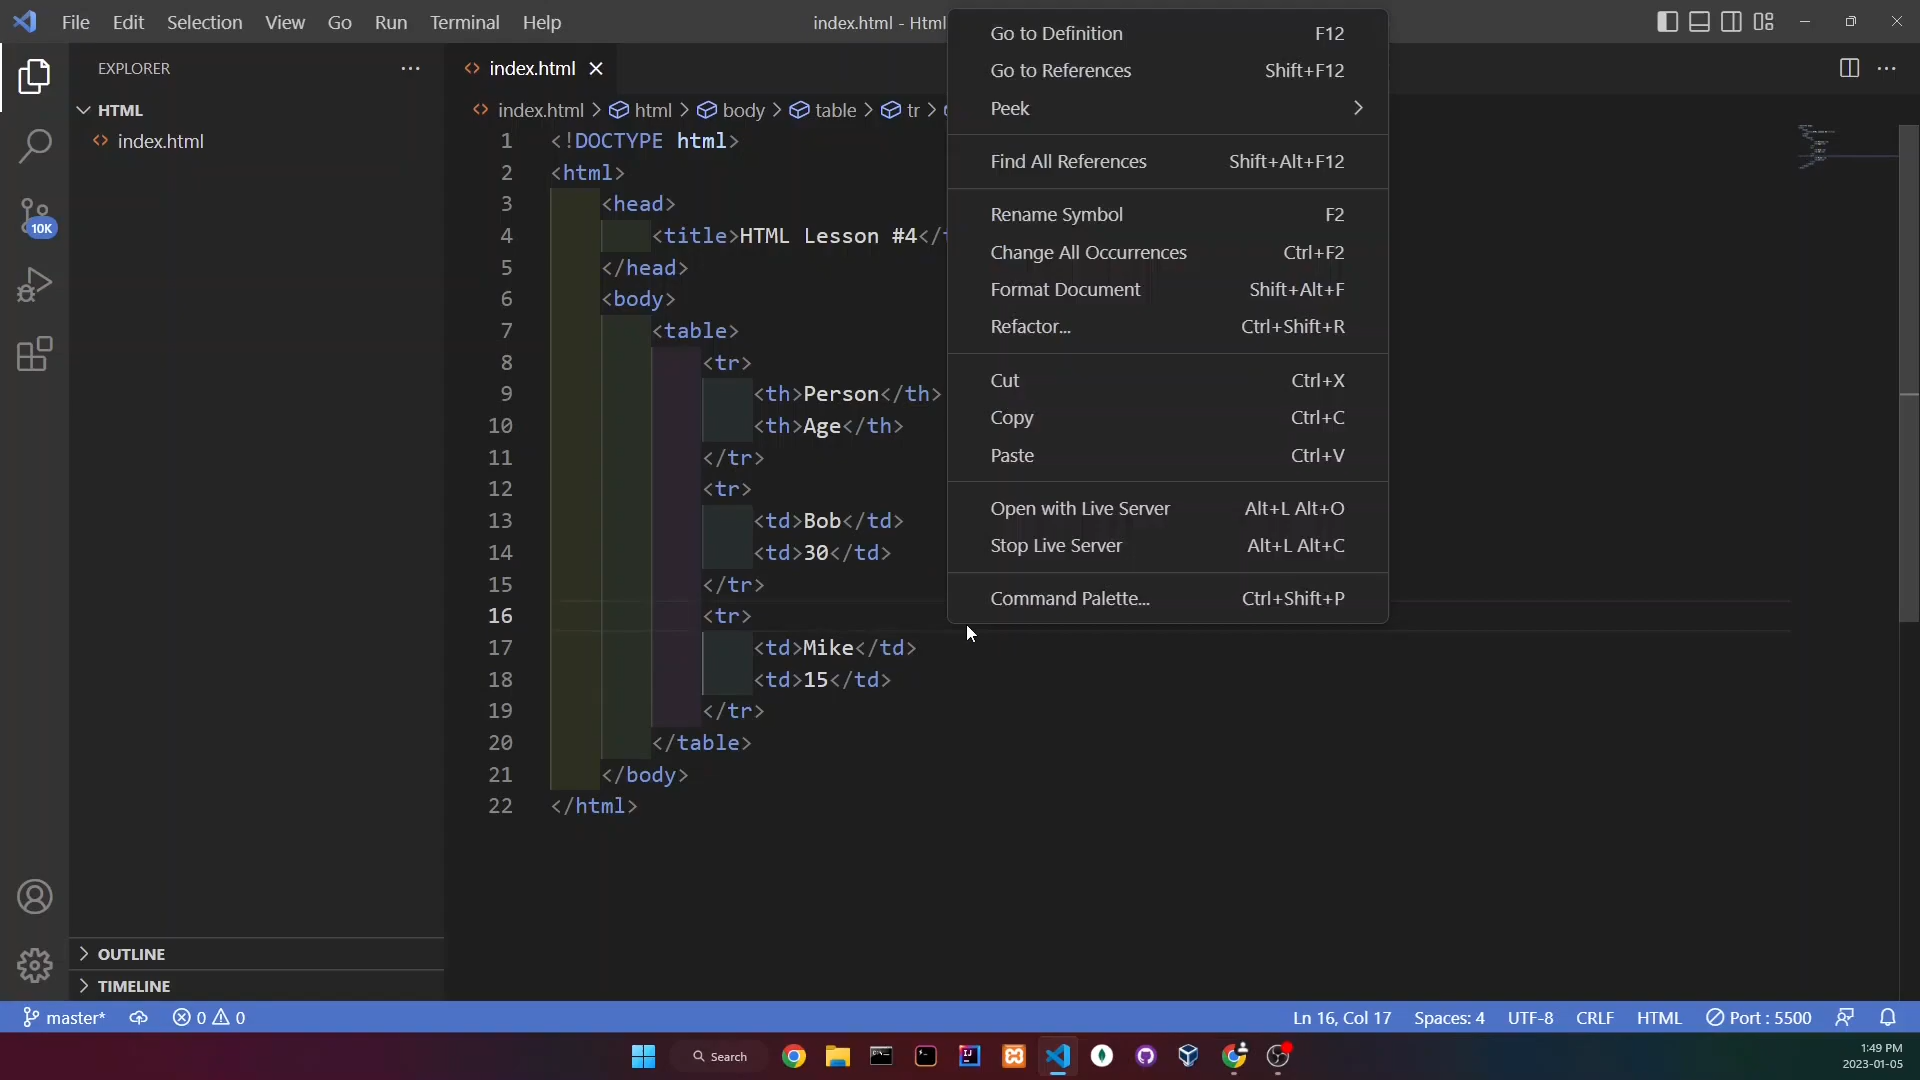 File Edit Selection View Go Run Terminal Help
index.html - Html
EXPLORER
HTML
index.html
OUTLINE
TIMELINE
index.html
index.html > html > body > table > tr >
1 <!DOCTYPE html>
2 <html>
3 <head>
4 <title>HTML Lesson #4</
5 </head>
6 <body>
7 <table>
8 <tr>
9 <th>Person</th>
10 <th>Age</th>
11 </tr>
12 <tr>
13 <td>Bob</td>
14 <td>30</td>
15 </tr>
16 <tr>
17 <td>Mike</td>
18 <td>15</td>
19 </tr>
20 </table>
21 </body>
22 </html>
Go to Definition F12
Go to References Shift+F12
Peek
Find All References Shift+Alt+F12
Rename Symbol F2
Change All Occurrences Ctrl+F2
Format Document Shift+Alt+F
Refactor... Ctrl+Shift+R
Cut Ctrl+X
Copy Ctrl+C
Paste Ctrl+V
Open with Live Server Alt+L Alt+O
Stop Live Server Alt+L Alt+C
Command Palette... Ctrl+Shift+P
10K
master* 0 0 Ln 16, Col 17 Spaces: 4 UTF-8 CRLF HTML Port : 5500
Search
1:49 PM
2023-01-05